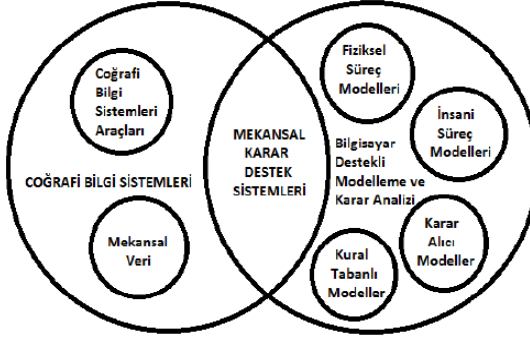 Coğrafi
Bilgi
Sistemleri
Araçları
COĞRAFİ BİLGİ SİSTEMLERİ
Mekansal
Veri
MEKANSAL
KARAR
DESTEK
SİSTEMLERİ
Fiziksel
Süreç
Modelleri
İnsani
Süreç
Modelleri
Bilgisayar
Destekli
Modelleme ve
Karar Analizi
Karar
Alıcı
Modeller
Kural
Tabanlı
Modeller